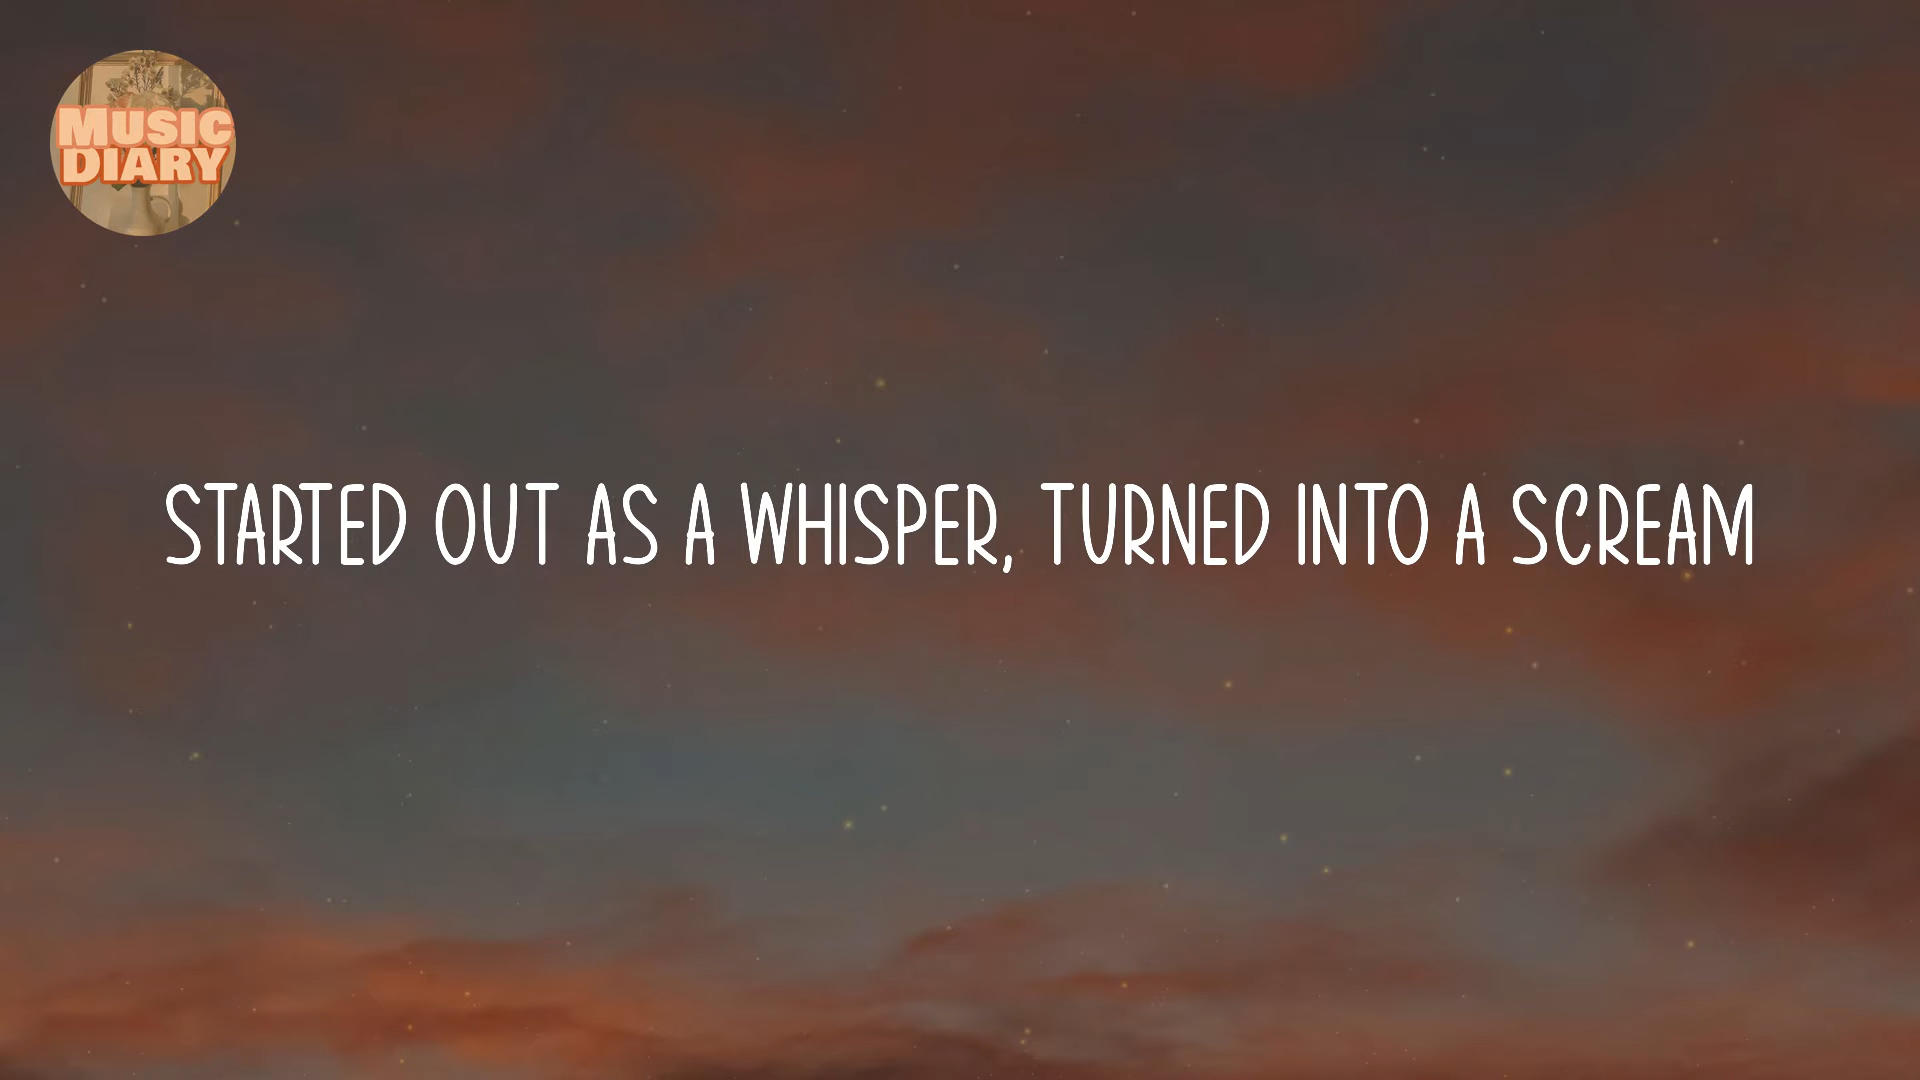 MUSIC
DIARY
STARTED OUT AS A WHISPER, TURNED INTO A SCREAM